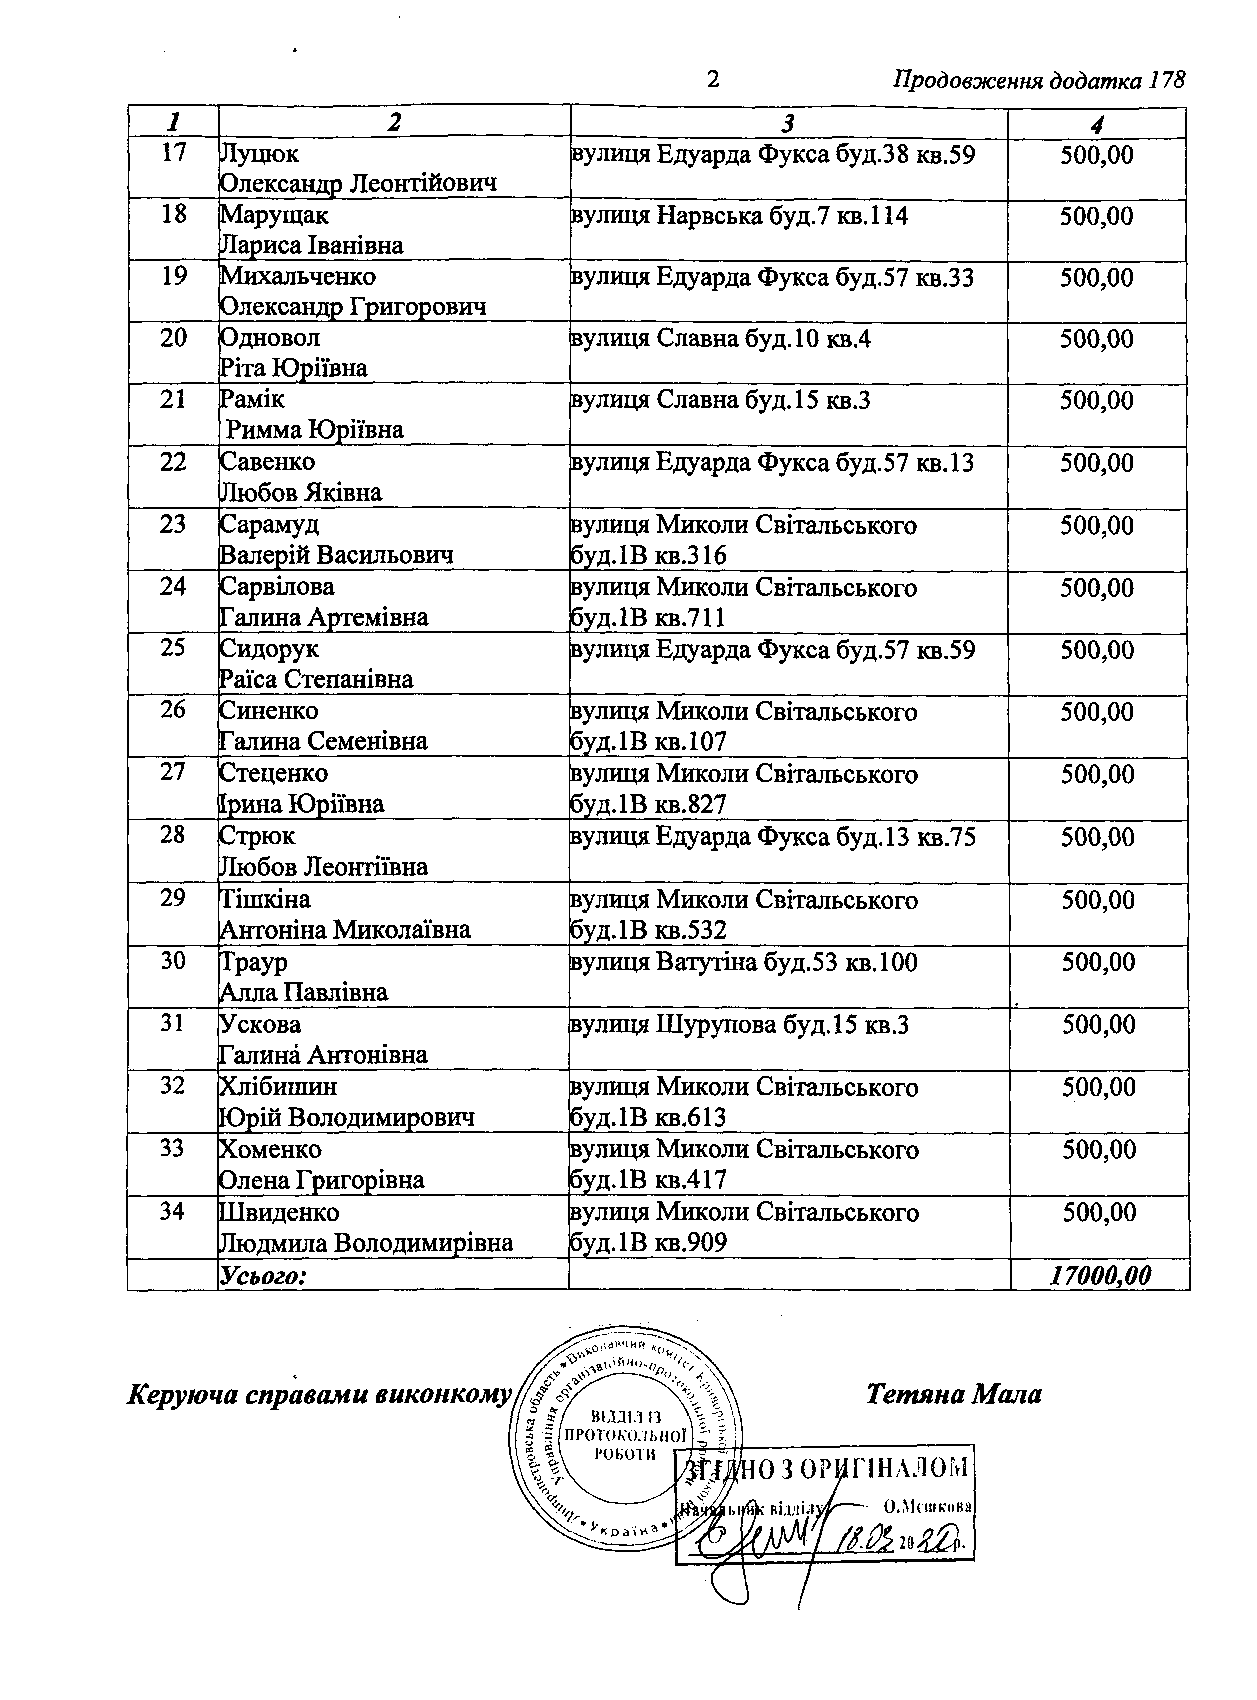 2
Продовження додатка 178
1 2 3 4
17 Луцюк вулиця Едуарда Фукса буд.38 кв.59 500,00
Олександр Леонтійович
18 Марущак вулиця Нарвська буд.7 кв.114 500,00
Лариса Іванівна
19 Михальченко вулиця Едуарда Фукса буд.57 кв.33 500,00
Олександр Григорович
20 Одновол вулиця Славна буд.10 кв.4 500,00
Ріта Юріївна
21 Рамік вулиця Славна буд.15 кв.3 500,00
Римма Юріївна
22 Савенко вулиця Едуарда Фукса буд.57 кв.13 500,00
Любов Яківна
23 Сарамуд вулиця Миколи Світальського 500,00
Валерій Васильович буд.1В кв.316
24 Сарвілова вулиця Миколи Світальського 500,00
Галина Артемівна буд.1В кв.711
25 Сидорук вулиця Едуарда Фукса буд.57 кв.59 500,00
Раїса Степанівна
26 Синенко вулиця Миколи Світальського 500,00
Галина Семенівна буд.1В кв.107
27 Стеценко вулиця Миколи Світальського 500,00
Ірина Юріївна буд.1В кв.827
28 Стрюк вулиця Едуарда Фукса буд.13 кв.75 500,00
Любов Леонтіївна
29 Тішкіна вулиця Миколи Світальського 500,00
Антоніна Миколаївна буд.1В кв.532
30 Траур вулиця Ватутіна буд.53 кв.100 500,00
Алла Павлівна
31 Ускова вулиця Шурупова буд.15 кв.3 500,00
Галина Антонівна
32 Хлібишин вулиця Миколи Світальського 500,00
Юрій Володимирович буд.1В кв.613
33 Хоменко вулиця Миколи Світальського 500,00
Олена Григорівна буд.1В кв.417
34 Швиденко вулиця Миколи Світальського 500,00
Людмила Володимирівна буд.1В кв.909
Усього: 17000,00
Керуюча справами виконкому Тетяна Мала
Україна * Дніпропетровська область * Виконавчий комітет Криворізької
Управління організаційно-протокольної
ВІДДІЛ ІЗ
ПРОТОКОЛЬНОЇ
РОБОТИ
ЗГІДНО З ОРИГІНАЛОМ
Начальник відділу О.Мєшкова
18.03 2022р.